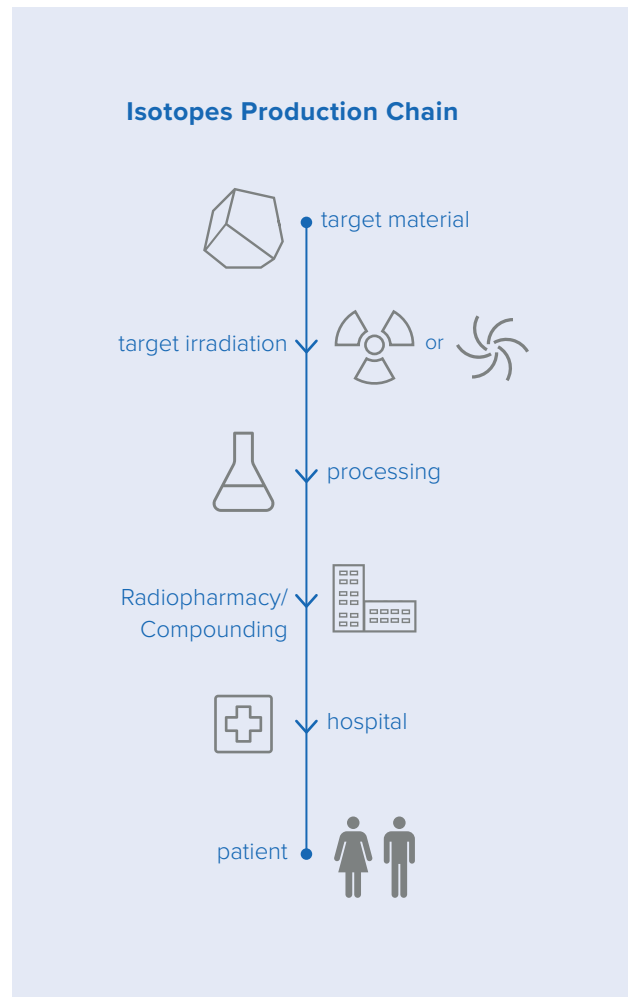 Isotopes Production Chain
target material
target irradiation
or
processing
Radiopharmacy/
Compounding
hospital
patient